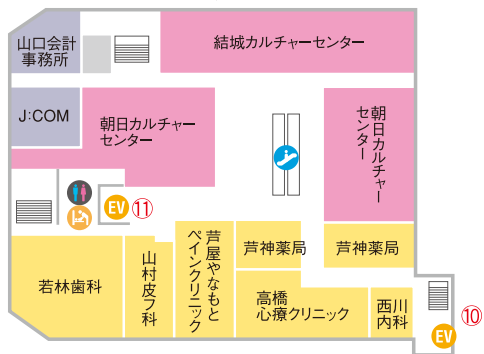 山口会計
事務所
結城カルチャーセンター
J:COM
朝日カルチャー
センター
朝日カルチャー
センター
EV
⑪
若林歯科
山村皮フ科
芦屋やなもと
ペインクリニック
芦神薬局
芦神薬局
高橋
心療クリニック
西川
内科
⑩
EV